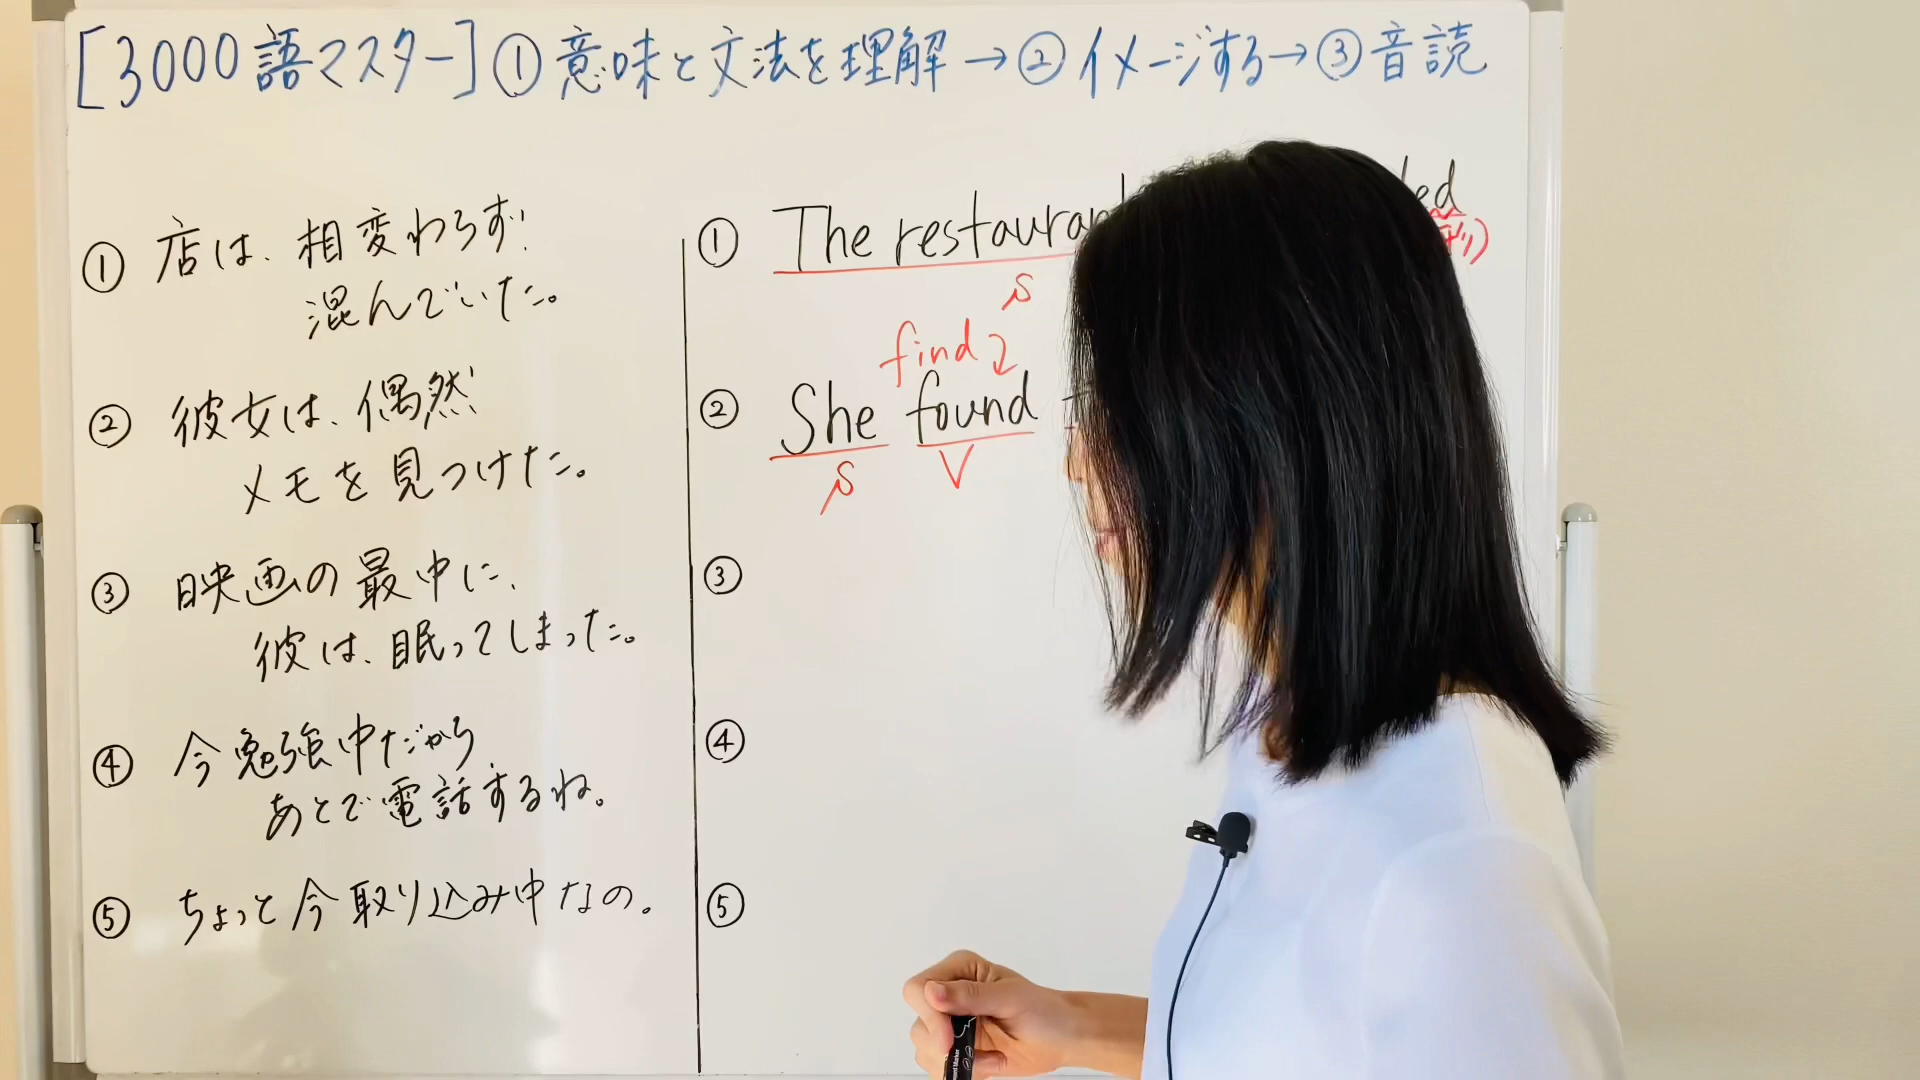 [3000語マスター] ①意味と文法を理解→②イメージする→③音読
① 店は、相変わらず
混んでいた。
② 彼女は、偶然
メモを見つけた。
③ 映画の最中に、
彼は、眠ってしまった。
④ 今勉強中だから
あとで電話するね。
⑤ ちょっと今取り込み中なの。
① The restaurant
S
find
② She found
S V
③
④
⑤